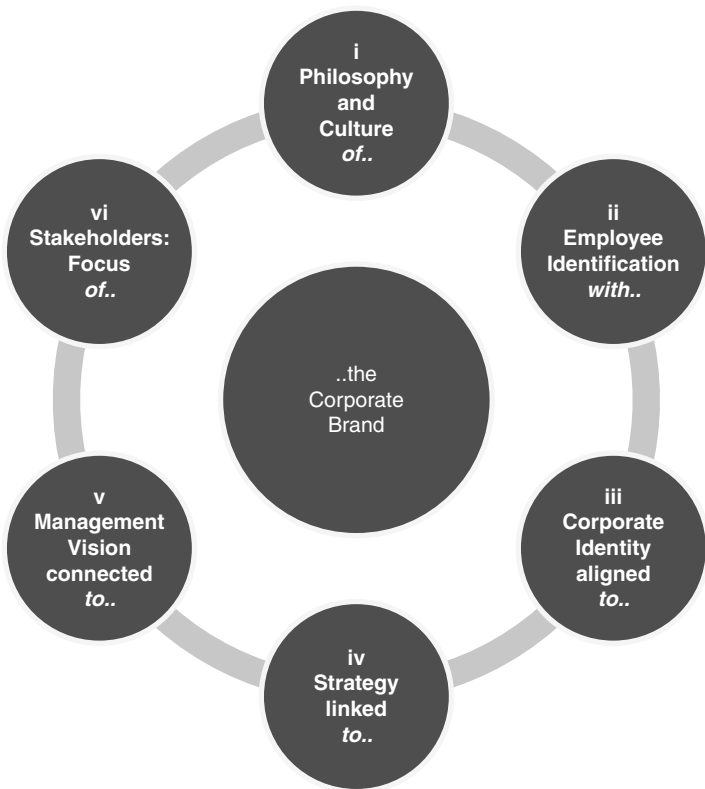 i
Philosophy
and
Culture
of..
ii
Employee
Identification
with..
iii
Corporate
Identity
aligned
to..
iv
Strategy
linked
to..
v
Management
Vision
connected
to..
vi
Stakeholders:
Focus
of..
..the
Corporate
Brand